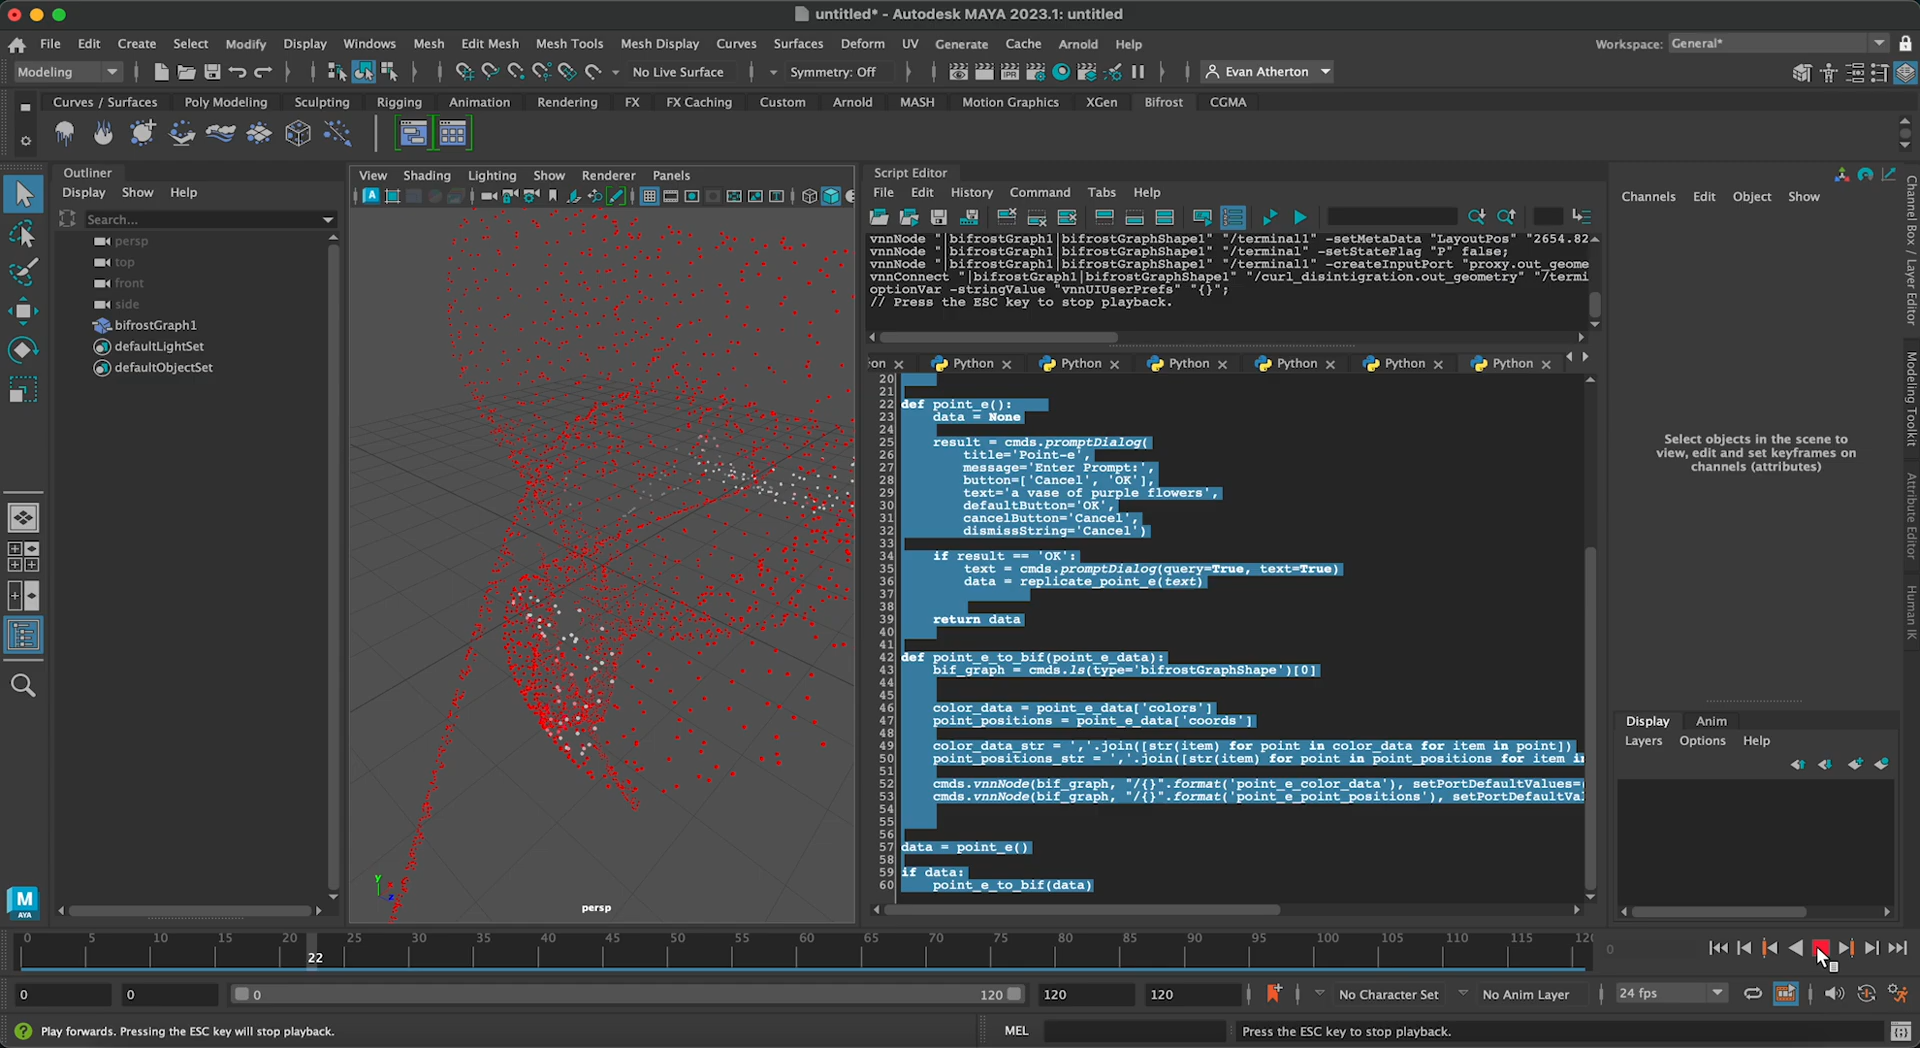 untitled* - Autodesk MAYA 2023.1: untitled
File Edit Create Select Modify Display Windows Mesh Edit Mesh Mesh Tools Mesh Display Curves Surfaces Deform UV Generate Cache Arnold Help
Workspace: General*
Modeling
No Live Surface
Symmetry: Off
IPR
Evan Atherton
Curves / Surfaces Poly Modeling Sculpting Rigging Animation Rendering FX FX Caching Custom Arnold MASH Motion Graphics XGen Bifrost CGMA
Outliner
Display Show Help
Search...
persp
top
front
side
bifrostGraph1
defaultLightSet
defaultObjectSet
View Shading Lighting Show Renderer Panels
persp
Script Editor
File Edit History Command Tabs Help
vnnNode "|bifrostGraph1|bifrostGraphShape1" "/terminal1" -setMetaData "LayoutPos" "2654.82
vnnNode "|bifrostGraph1|bifrostGraphShape1" "/terminal1" -setStateFlag "P" false;
vnnNode "|bifrostGraph1|bifrostGraphShape1" "/terminal1" -createInputPort "proxy.out_geome
vnnConnect "|bifrostGraph1|bifrostGraphShape1" "/curl_disintigration.out_geometry" "/termi
optionVar -stringValue "vnnUIUserPrefs" "{}";
// Press the ESC key to stop playback.
on Python Python Python Python Python Python
20
21
22 def point_e():
23 data = None
24
25 result = cmds.promptDialog(
26 title='Point-e',
27 message='Enter Prompt:',
28 button=['Cancel', 'OK'],
29 text='a vase of purple flowers',
30 defaultButton='OK',
31 cancelButton='Cancel',
32 dismissString='Cancel')
33
34 if result == 'OK':
35 text = cmds.promptDialog(query=True, text=True)
36 data = replicate_point_e(text)
37
38
39 return data
40
41
42 def point_e_to_bif(point_e_data):
43 bif_graph = cmds.ls(type='bifrostGraphShape')[0]
44
45
46 color_data = point_e_data['colors']
47 point_positions = point_e_data['coords']
48
49 color_data_str = ','.join([str(item) for point in color_data for item in point])
50 point_positions_str = ','.join([str(item) for point in point_positions for item i
51
52 cmds.vnnNode(bif_graph, "/{}".format('point_e_color_data'), setPortDefaultValues=
53 cmds.vnnNode(bif_graph, "/{}".format('point_e_point_positions'), setPortDefaultVa
54
55
56
57 data = point_e()
58
59 if data:
60 point_e_to_bif(data)
Channels Edit Object Show
Select objects in the scene to
view, edit and set keyframes on
channels (attributes)
Display Anim
Layers Options Help
Channel Box / Layer Editor
Modeling Toolkit
Attribute Editor
Human IK
0 5 10 15 20 25 30 35 40 45 50 55 60 65 70 75 80 85 90 95 100 105 110 115
22
0
0 0 0 120 120 120
No Character Set
No Anim Layer
24 fps
Play forwards. Pressing the ESC key will stop playback.
MEL
Press the ESC key to stop playback.